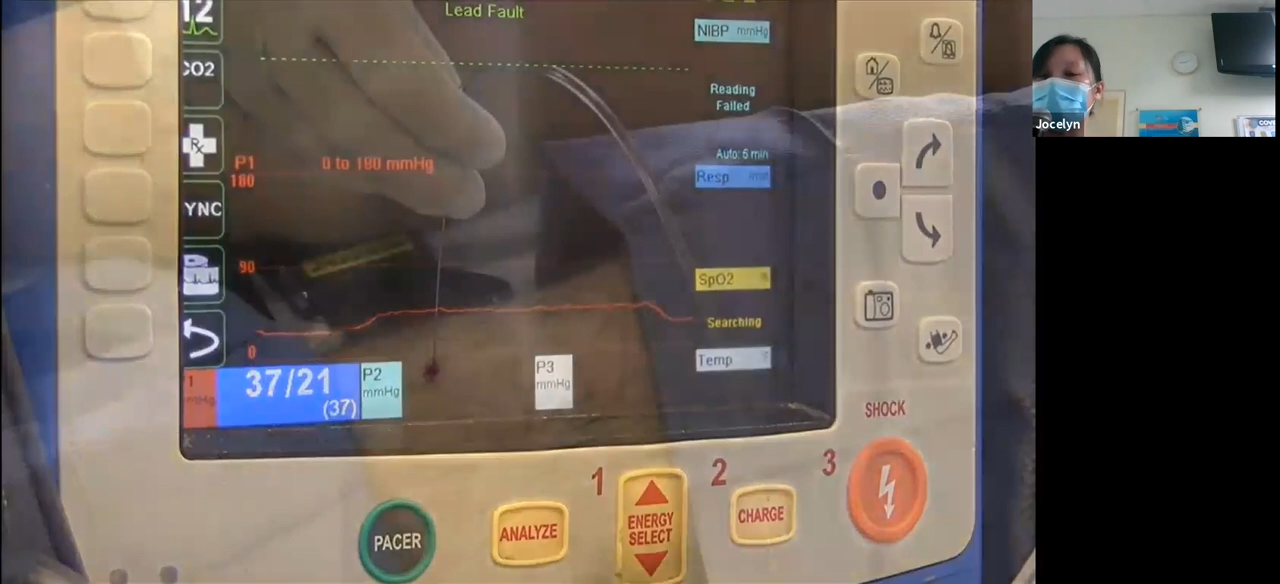 12
Lead Fault
NIBP mmHg
CO2
Reading
Failed
Auto: 5 min
P1
0 to 180 mmHg
180
Resp
YNC
Rx
90
SpO2 %
Searching
0
Temp
37/21
(37)
P2
mmHg
P3
mmHg
SHOCK
1
2
3
PACER
ANALYZE
ENERGY
SELECT
CHARGE
Jocelyn